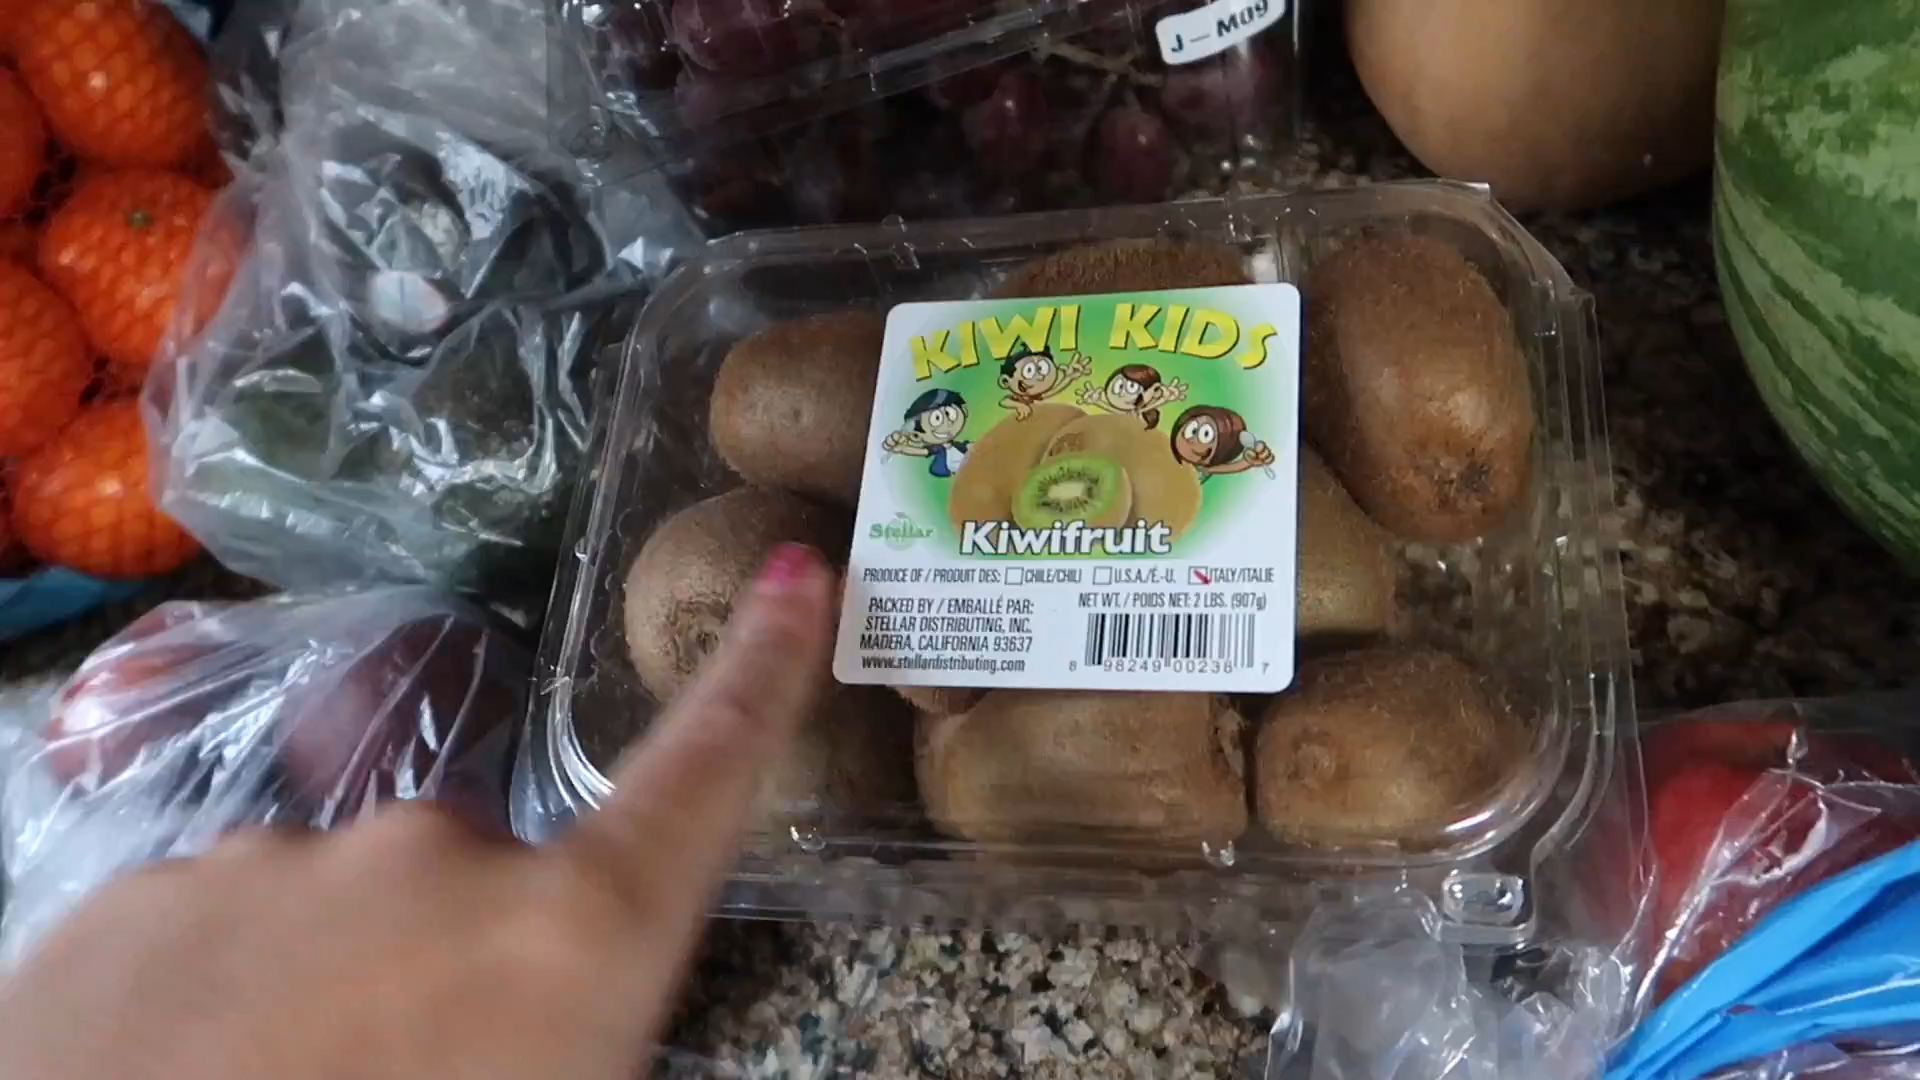 J — M09
KIWI KIDS
Stellar
Kiwifruit
PRODUCE OF / PRODUIT DES: CHILE/CHILI U.S.A./É.-U. ITALY/ITALIE
PACKED BY / EMBALLÉ PAR:
STELLAR DISTRIBUTING, INC.
MADERA, CALIFORNIA 93637
www.stellardistributing.com
NET WT. / POIDS NET: 2 LBS. (907g)
8 98249 00236 7